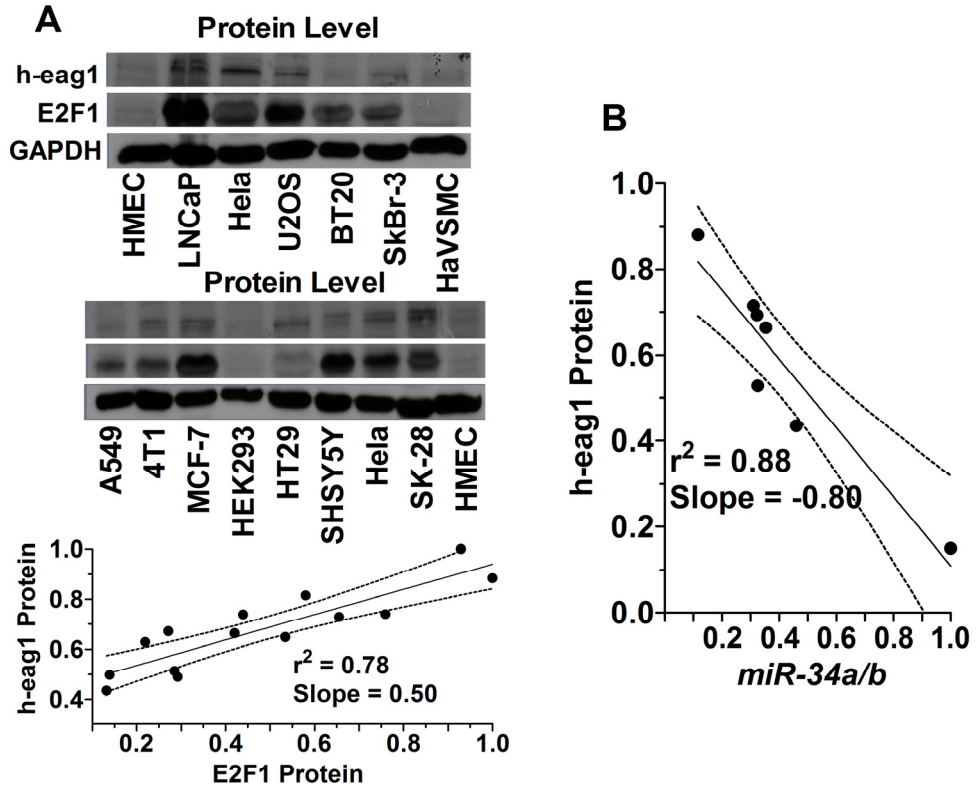 A
Protein Level
h-eag1
E2F1
GAPDH
HMEC
LNCaP
Hela
U2OS
BT20
SkBr-3
HaVSMC
Protein Level
A549
4T1
MCF-7
HEK293
HT29
SHSY5Y
Hela
SK-28
HMEC
h-eag1 Protein
1.0
0.8
0.6
0.4
r² = 0.78
Slope = 0.50
0.2 0.4 0.6 0.8 1.0
E2F1 Protein
B
h-eag1 Protein
1.0
0.8
0.6
0.4
0.2
0.0
r² = 0.88
Slope = -0.80
0.2 0.4 0.6 0.8 1.0
miR-34a/b